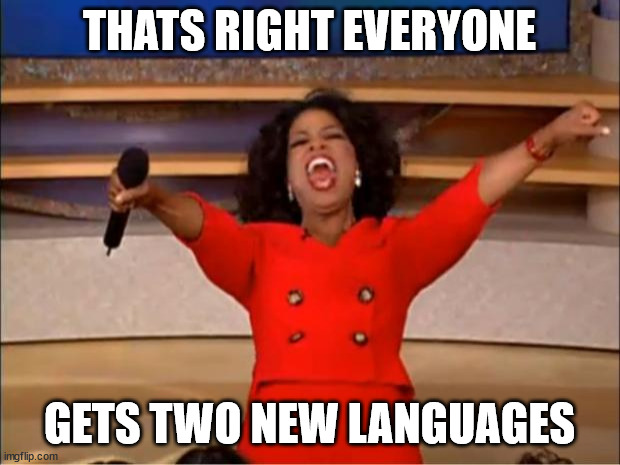 THATS RIGHT EVERYONE
GETS TWO NEW LANGUAGES
imgflip.com